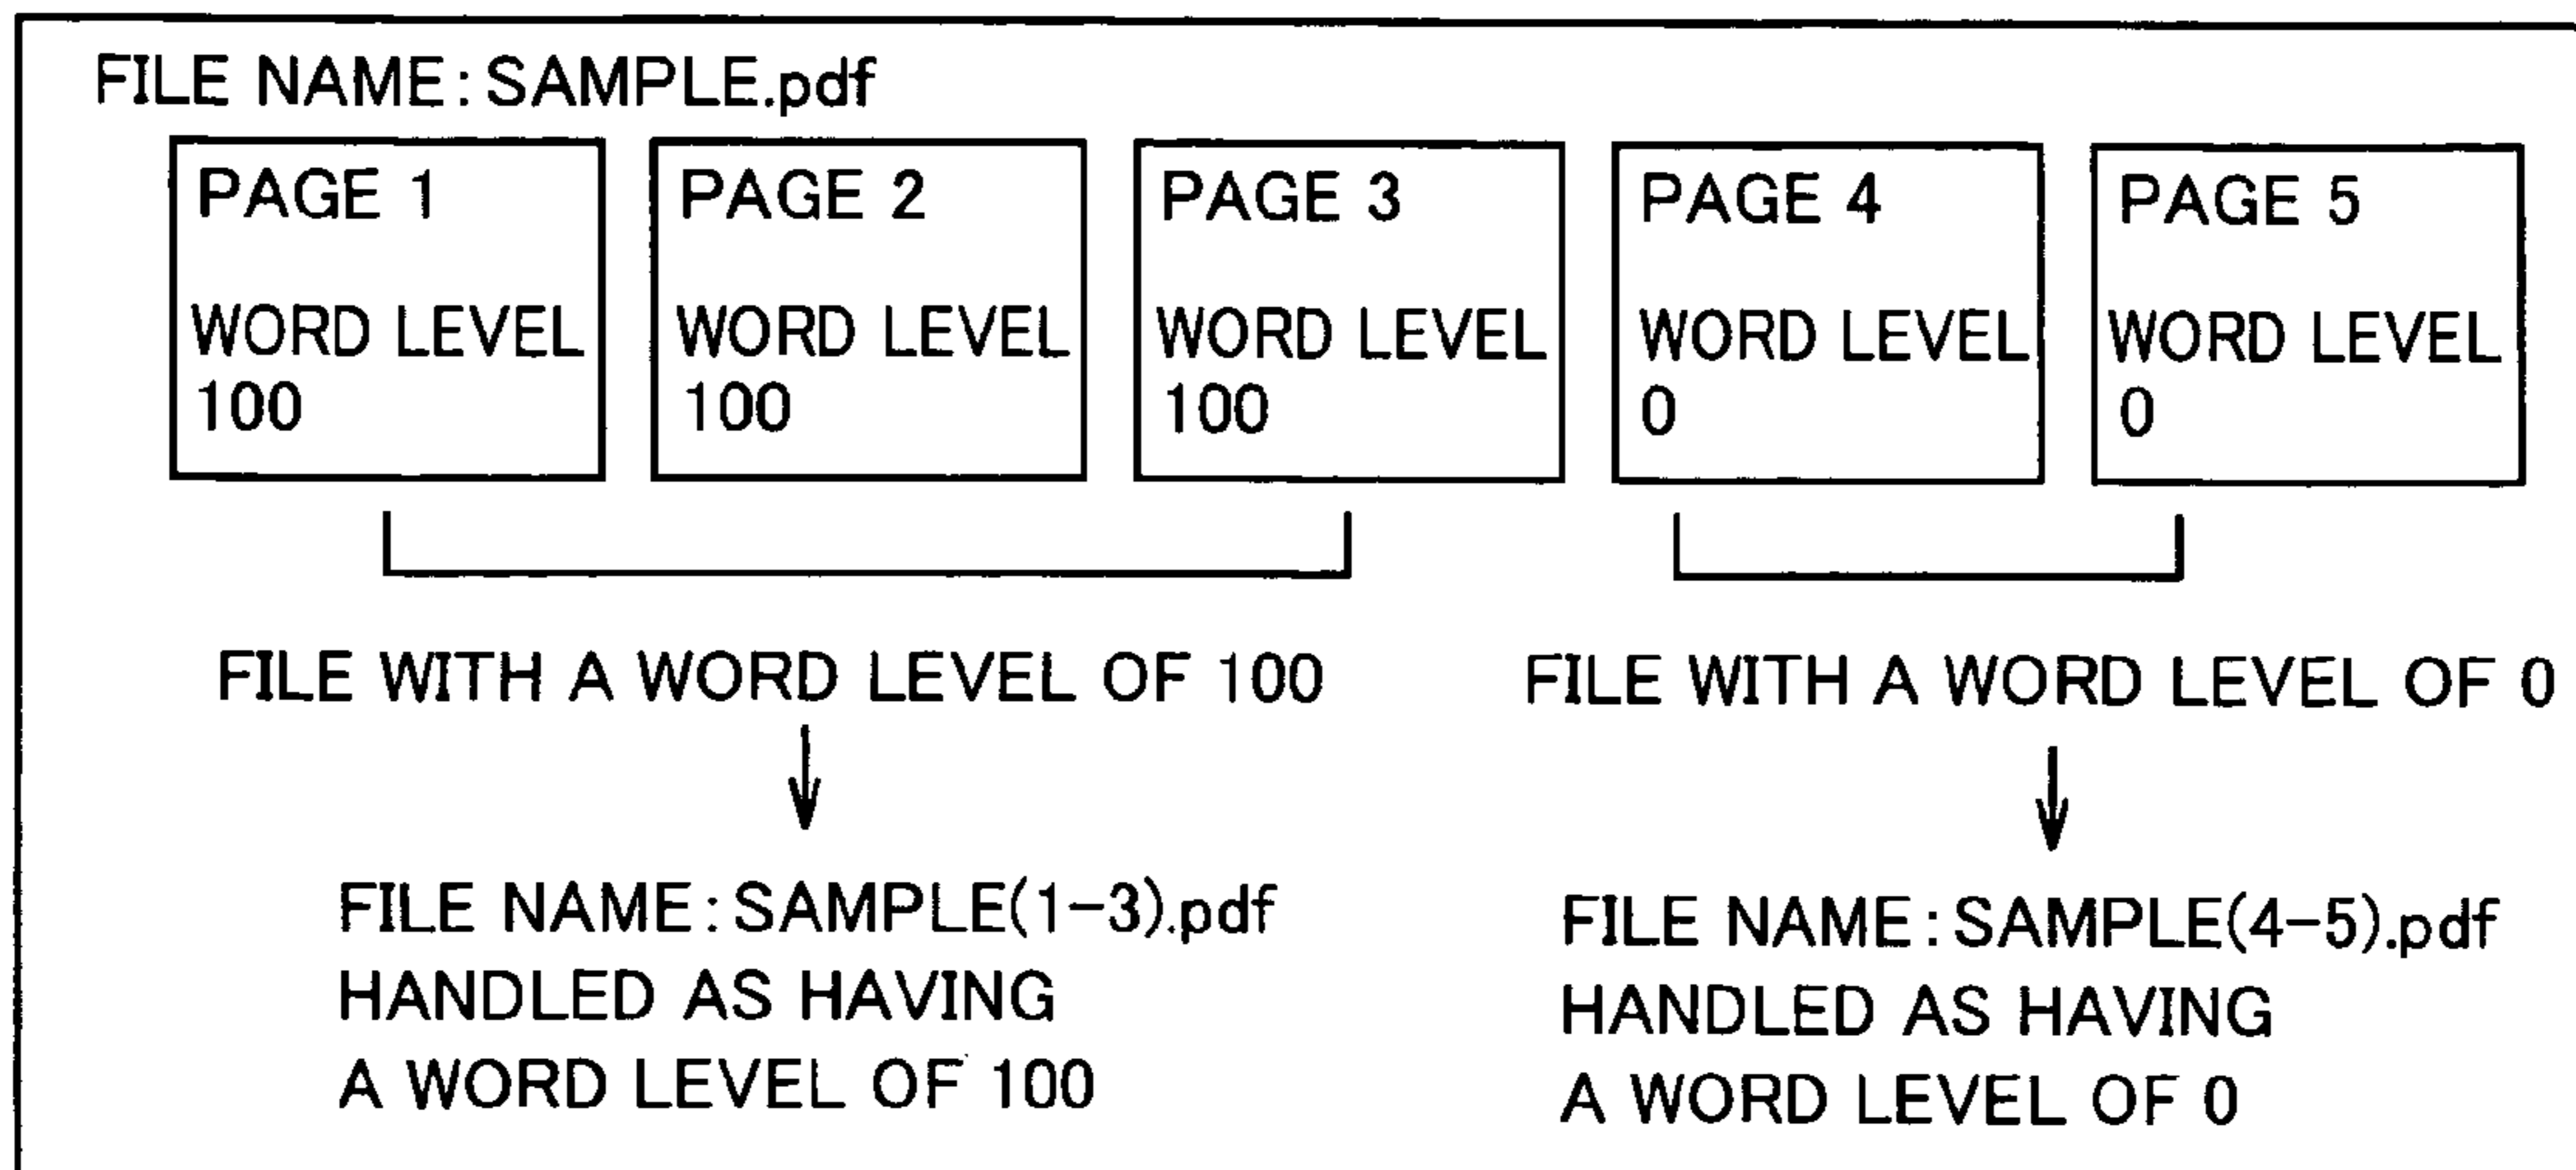 FILE NAME:SAMPLE.pdf
PAGE 1
WORD LEVEL
100
PAGE 2
WORD LEVEL
100
PAGE 3
WORD LEVEL
100
PAGE 4
WORD LEVEL
0
PAGE 5
WORD LEVEL
0
FILE WITH A WORD LEVEL OF 100
FILE WITH A WORD LEVEL OF 0
FILE NAME:SAMPLE(1-3).pdf
HANDLED AS HAVING
A WORD LEVEL OF 100
FILE NAME:SAMPLE(4-5).pdf
HANDLED AS HAVING
A WORD LEVEL OF 0